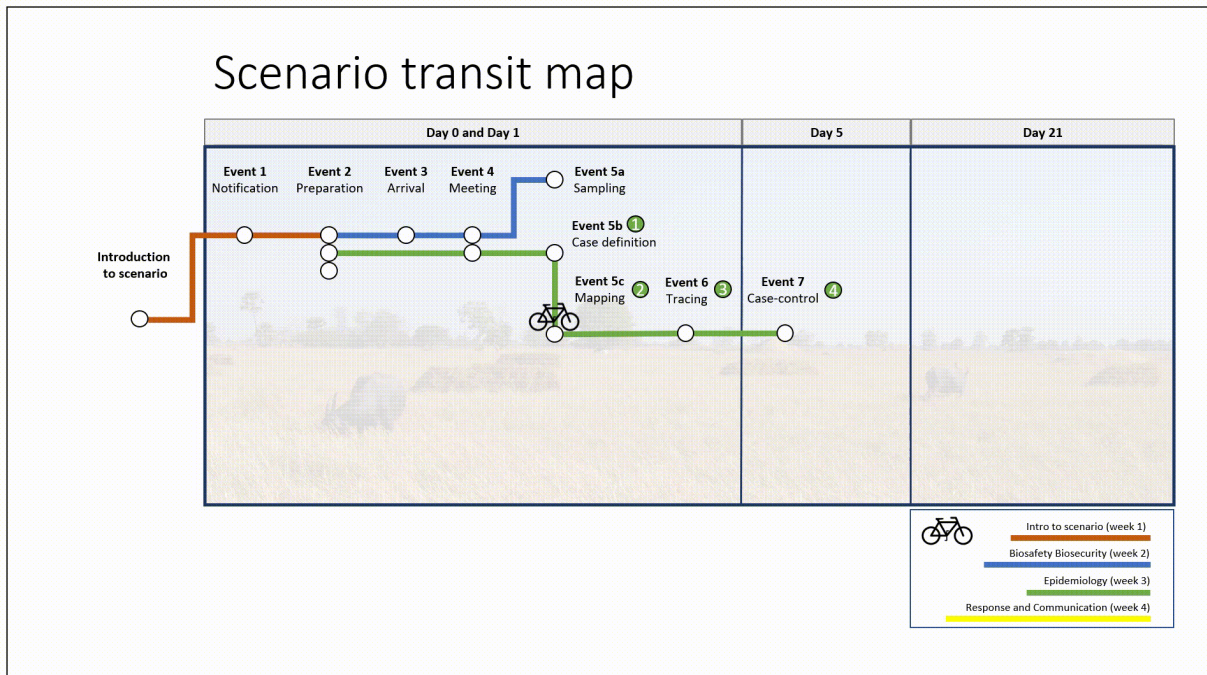 Scenario transit map
Day 0 and Day 1
Day 5
Day 21
Event 1
Notification
Event 2
Preparation
Event 3
Arrival
Event 4
Meeting
Event 5a
Sampling
Event 5b 1
Case definition
Introduction
to scenario
Event 5c
Mapping 2
Event 6
Tracing 3
Event 7
Case-control 4
Intro to scenario (week 1)
Biosafety Biosecurity (week 2)
Epidemiology (week 3)
Response and Communication (week 4)